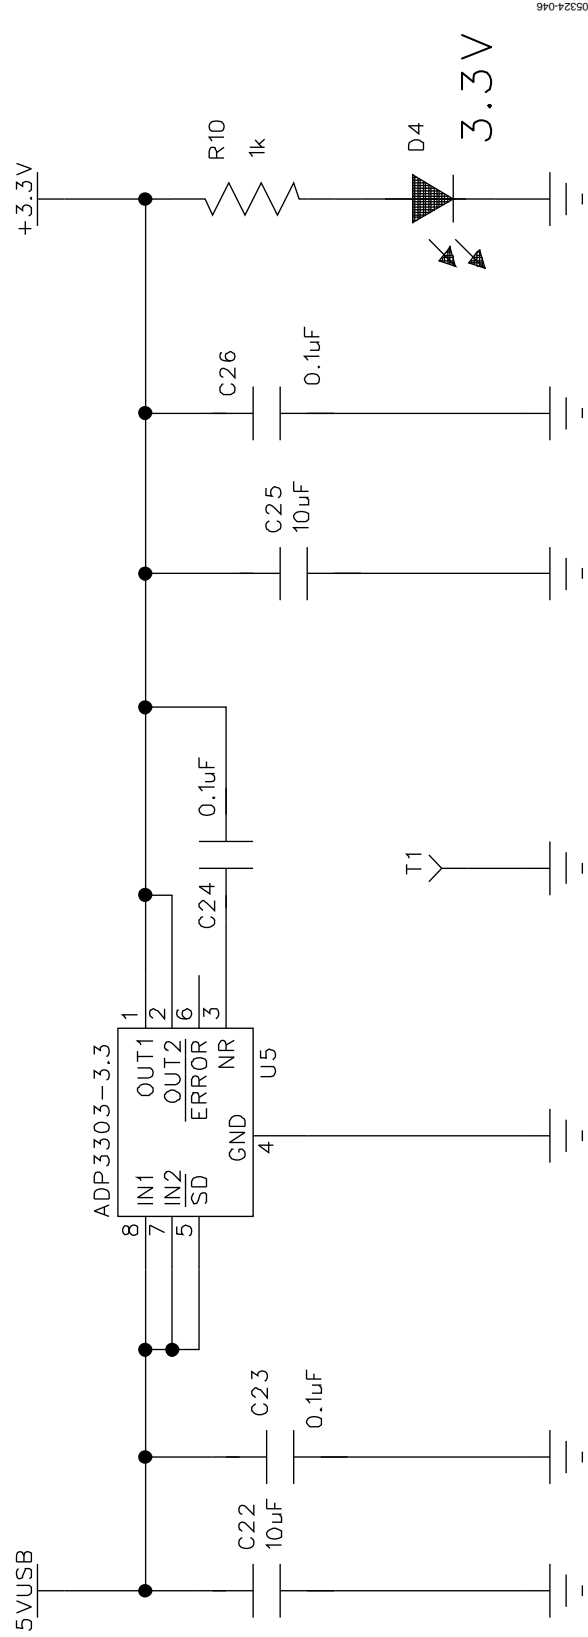 5VUSB
C22
10uF
C23
0.1uF
ADP3303-3.3
8
IN1
7
IN2
5
SD
OUT1
1
OUT2
2
ERROR
6
NR
3
GND
4
U5
C24
0.1uF
T1
C25
10uF
C26
0.1uF
+3.3V
R10
1k
D4
3.3V
05324-046